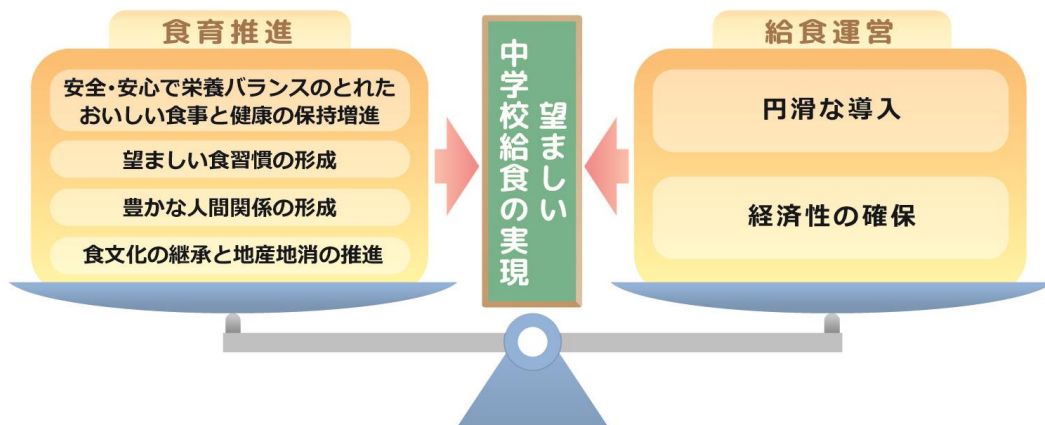 食育推進
安全・安心で栄養バランスのとれた
おいしい食事と健康の保持増進
望ましい食習慣の形成
豊かな人間関係の形成
食文化の継承と地産地消の推進
望ましい
中学校給食の実現
給食運営
円滑な導入
経済性の確保